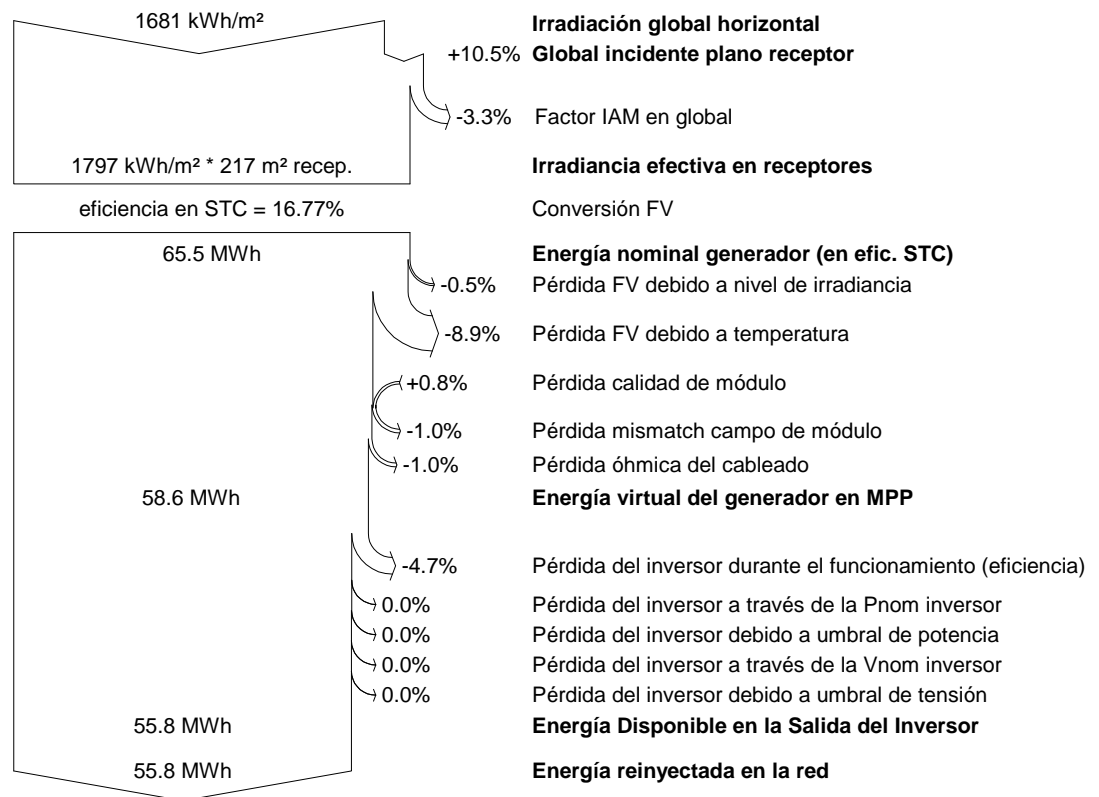 1681 kWh/m² Irradiación global horizontal
+10.5% Global incidente plano receptor
-3.3% Factor IAM en global
1797 kWh/m² * 217 m² recep. Irradiancia efectiva en receptores
eficiencia en STC = 16.77% Conversión FV
65.5 MWh Energía nominal generador (en efic. STC)
-0.5% Pérdida FV debido a nivel de irradiancia
-8.9% Pérdida FV debido a temperatura
+0.8% Pérdida calidad de módulo
-1.0% Pérdida mismatch campo de módulo
-1.0% Pérdida óhmica del cableado
58.6 MWh Energía virtual del generador en MPP
-4.7% Pérdida del inversor durante el funcionamiento (eficiencia)
0.0% Pérdida del inversor a través de la Pnom inversor
0.0% Pérdida del inversor debido a umbral de potencia
0.0% Pérdida del inversor a través de la Vnom inversor
0.0% Pérdida del inversor debido a umbral de tensión
55.8 MWh Energía Disponible en la Salida del Inversor
55.8 MWh Energía reinyectada en la red